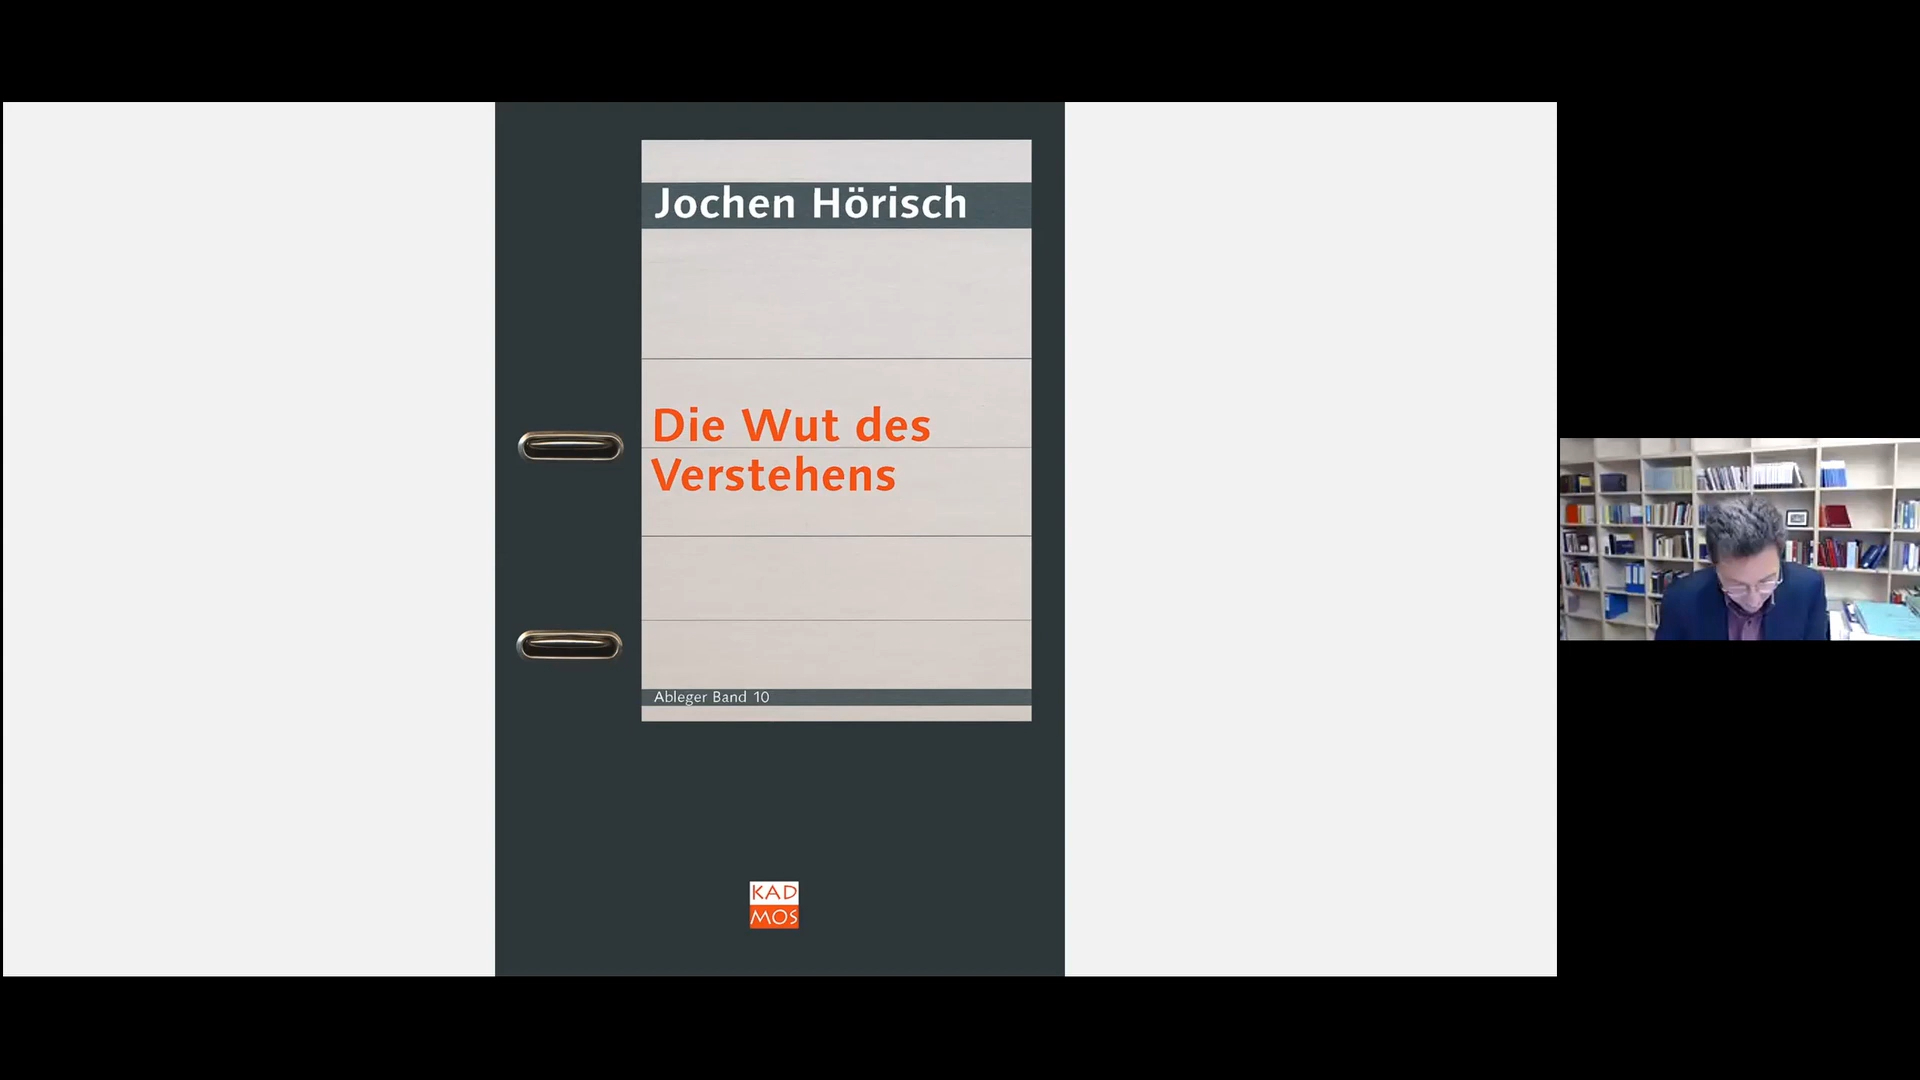 Jochen Hörisch
Die Wut des
Verstehens
Ableger Band 10
KAD
MOS